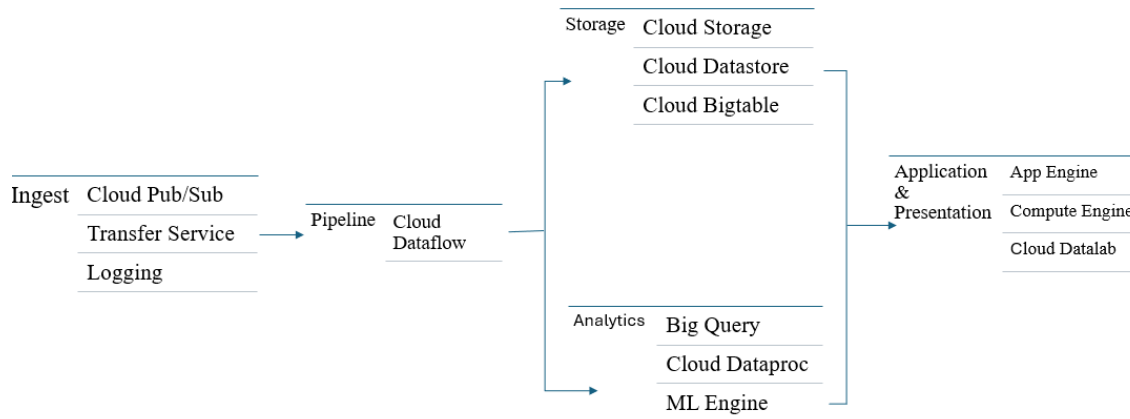 Ingest
Cloud Pub/Sub
Transfer Service
Logging
Pipeline
Cloud
Dataflow
Storage
Cloud Storage
Cloud Datastore
Cloud Bigtable
Analytics
Big Query
Cloud Dataproc
ML Engine
Application
&
Presentation
App Engine
Compute Engine
Cloud Datalab